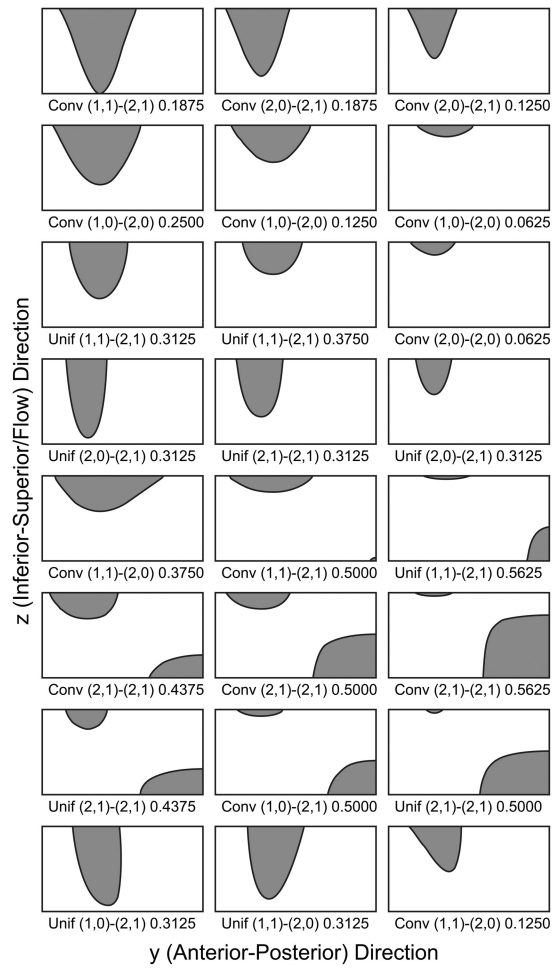 z (Inferior-Superior/Flow) Direction
Conv (1,1)-(2,1) 0.1875
Conv (2,0)-(2,1) 0.1875
Conv (2,0)-(2,1) 0.1250
Conv (1,0)-(2,0) 0.2500
Conv (1,0)-(2,0) 0.1250
Conv (1,0)-(2,0) 0.0625
Unif (1,1)-(2,1) 0.3125
Unif (1,1)-(2,1) 0.3750
Conv (2,0)-(2,0) 0.0625
Unif (2,0)-(2,1) 0.3125
Unif (2,1)-(2,1) 0.3125
Unif (2,0)-(2,1) 0.3125
Conv (1,1)-(2,0) 0.3750
Conv (1,1)-(2,1) 0.5000
Unif (1,1)-(2,1) 0.5625
Conv (2,1)-(2,1) 0.4375
Conv (2,1)-(2,1) 0.5000
Conv (2,1)-(2,1) 0.5625
Unif (2,1)-(2,1) 0.4375
Conv (1,0)-(2,1) 0.5000
Unif (2,1)-(2,1) 0.5000
Unif (1,0)-(2,1) 0.3125
Unif (1,1)-(2,0) 0.3125
Conv (1,1)-(2,0) 0.1250
y (Anterior-Posterior) Direction